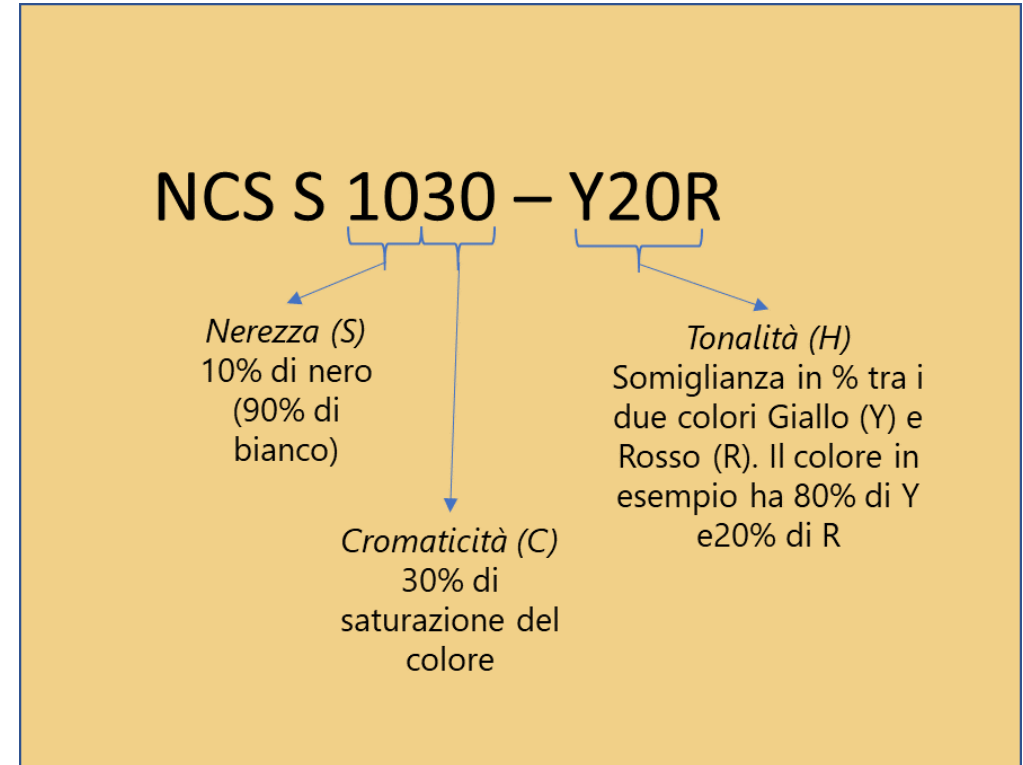 NCS S 1030 – Y20R
Nerezza (S)
10% di nero
(90% di
bianco)
Cromaticità (C)
30% di
saturazione del
colore
Tonalità (H)
Somiglianza in % tra i
due colori Giallo (Y) e
Rosso (R). Il colore in
esempio ha 80% di Y
e20% di R